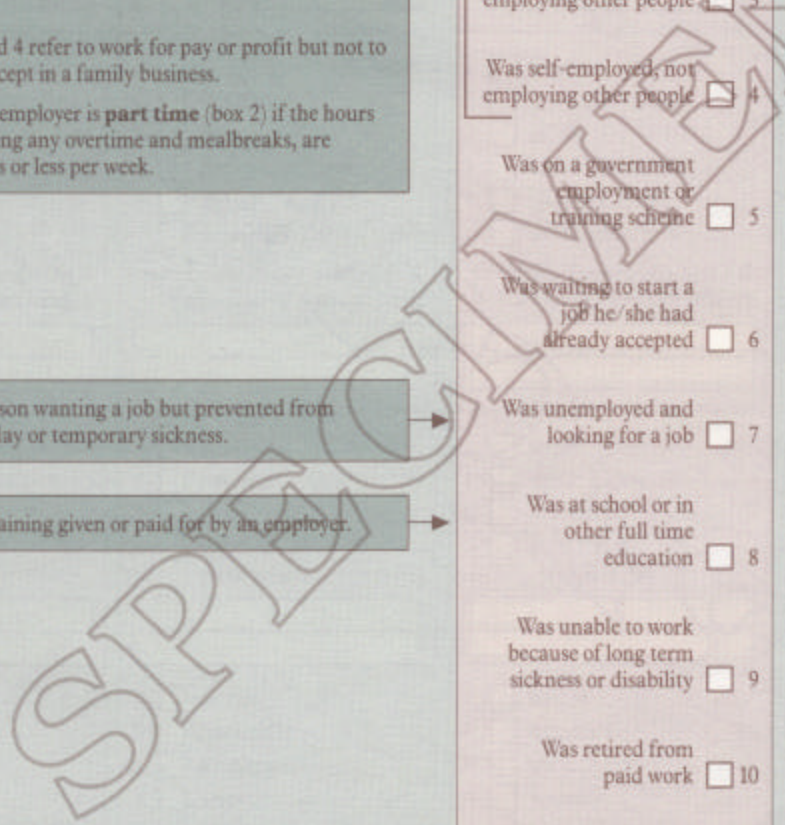 d 4 refer to work for pay or profit but not to
cept in a family business.
employer is part time (box 2) if the hours
ng any overtime and mealbreaks, are
s or less per week.
son wanting a job but prevented from
lay or temporary sickness.
aining given or paid for by an employer.
employing other people 3
Was self-employed, not
employing other people 4
Was on a government
employment or
training scheme 5
Was waiting to start a
job he/she had
already accepted 6
Was unemployed and
looking for a job 7
Was at school or in
other full time
education 8
Was unable to work
because of long term
sickness or disability 9
Was retired from
paid work 10
SPECIMEN